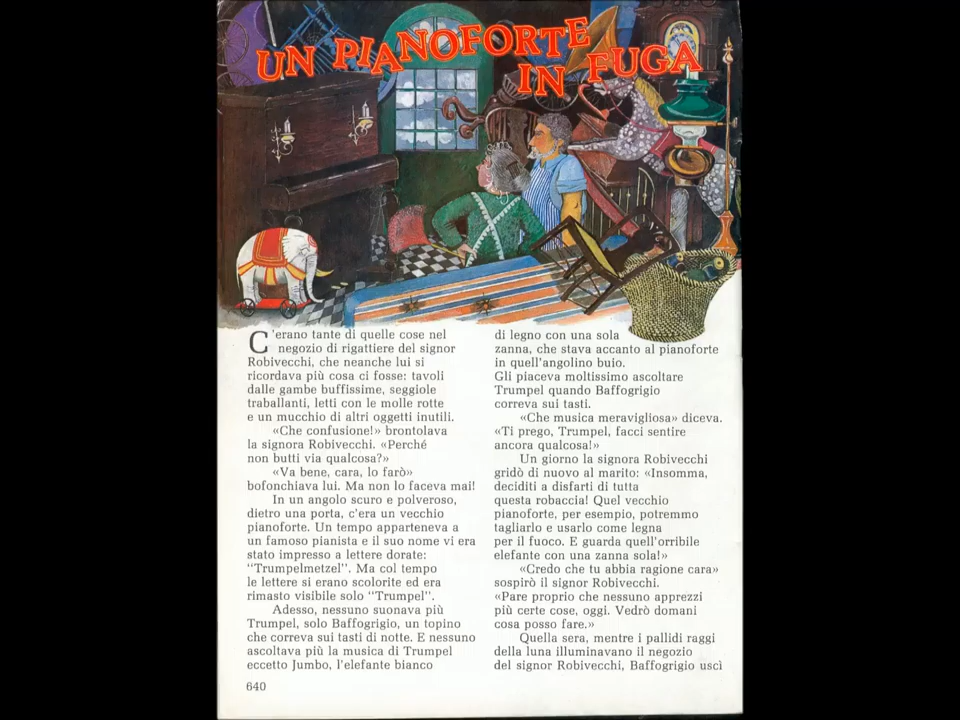 UN PIANOFORTE
IN FUGA
C'erano tante di quelle cose nel
negozio di rigattiere del signor
Robivecchi, che neanche lui si
ricordava più cosa ci fosse: tavoli
dalle gambe buffissime, seggiole
traballanti, letti con le molle rotte
e un mucchio di altri oggetti inutili.
«Che confusione!» brontolava
la signora Robivecchi. «Perché
non butti via qualcosa?»
«Va bene, cara, lo farò»
bofonchiava lui. Ma non lo faceva mai!
In un angolo scuro e polveroso,
dietro una porta, c'era un vecchio
pianoforte. Un tempo apparteneva a
un famoso pianista e il suo nome vi era
stato impresso a lettere dorate:
"Trumpelmetzel". Ma col tempo
le lettere si erano scolorite ed era
rimasto visibile solo "Trumpel".
Adesso, nessuno suonava più
Trumpel, solo Baffogrigio, un topino
che correva sui tasti di notte. E nessuno
ascoltava più la musica di Trumpel
eccetto Jumbo, l'elefante bianco
di legno con una sola
zanna, che stava accanto al pianoforte
in quell'angolino buio.
Gli piaceva moltissimo ascoltare
Trumpel quando Baffogrigio
correva sui tasti.
«Che musica meravigliosa» diceva.
«Ti prego, Trumpel, facci sentire
ancora qualcosa!»
Un giorno la signora Robivecchi
gridò di nuovo al marito: «Insomma,
deciditi a disfarti di tutta
questa robaccia! Quel vecchio
pianoforte, per esempio, potremmo
tagliarlo e usarlo come legna
per il fuoco. E guarda quell'orribile
elefante con una zanna sola!»
«Credo che tu abbia ragione cara»
sospirò il signor Robivecchi.
«Pare proprio che nessuno apprezzi
più certe cose, oggi. Vedrò domani
cosa posso fare.»
Quella sera, mentre i pallidi raggi
della luna illuminavano il negozio
del signor Robivecchi, Baffogrigio uscì
640